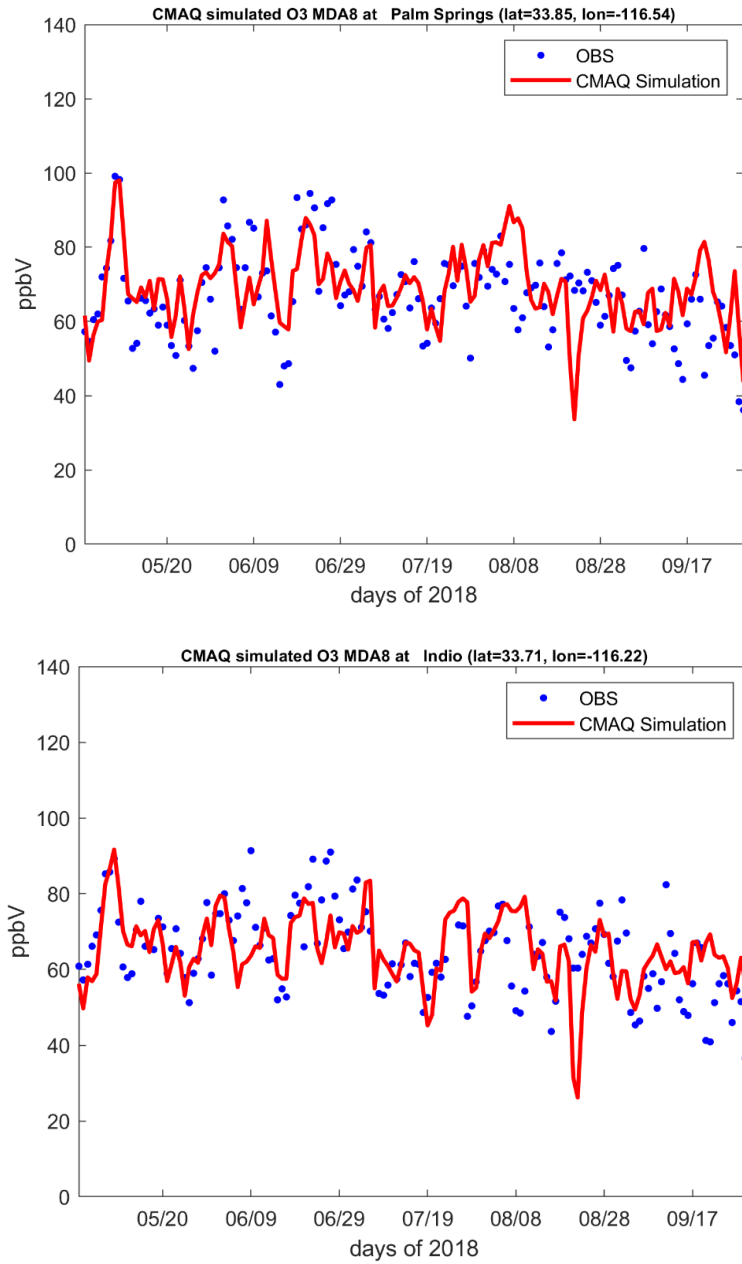 CMAQ simulated O3 MDA8 at Palm Springs (lat=33.85, lon=-116.54)
140
120
100
80
60
40
20
0
ppbV
OBS
CMAQ Simulation
05/20 06/09 06/29 07/19 08/08 08/28 09/17
days of 2018
CMAQ simulated O3 MDA8 at Indio (lat=33.71, lon=-116.22)
140
120
100
80
60
40
20
0
ppbV
OBS
CMAQ Simulation
05/20 06/09 06/29 07/19 08/08 08/28 09/17
days of 2018